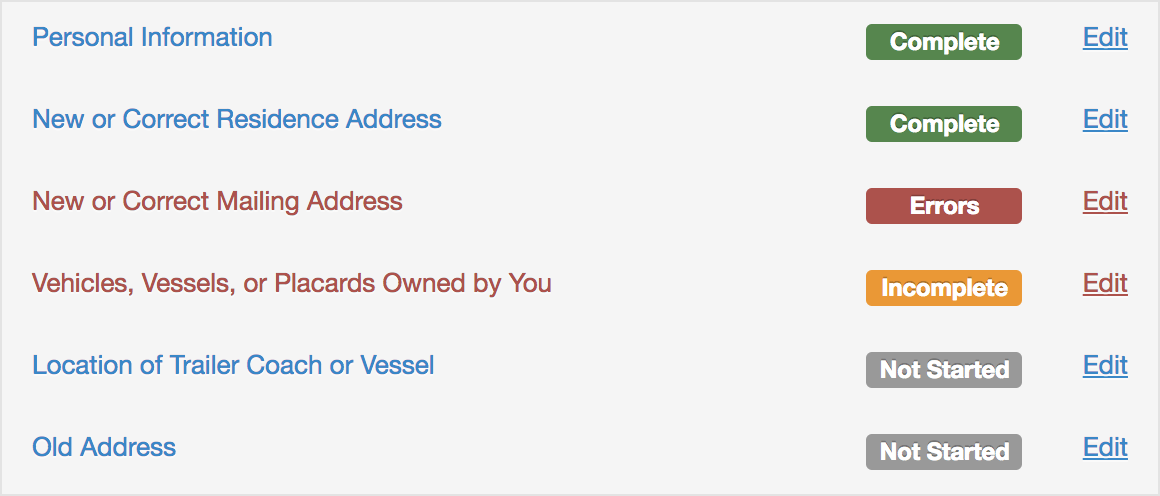 Personal Information Complete Edit
New or Correct Residence Address Complete Edit
New or Correct Mailing Address Errors Edit
Vehicles, Vessels, or Placards Owned by You Incomplete Edit
Location of Trailer Coach or Vessel Not Started Edit
Old Address Not Started Edit